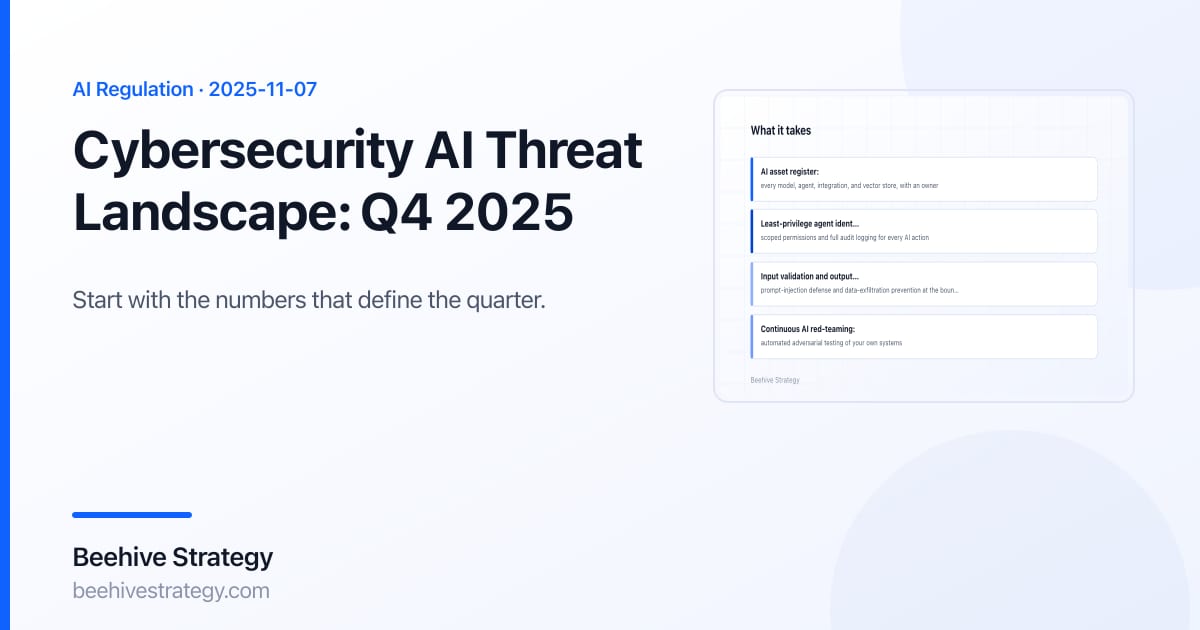 AI Regulation · 2025-11-07
Cybersecurity AI Threat
Landscape: Q4 2025
Start with the numbers that define the quarter.
What it takes
AI asset register:
every model, agent, integration, and vector store, with an owner
Least-privilege agent ident...
scoped permissions and full audit logging for every AI action
Input validation and output...
prompt-injection defense and data-exfiltration prevention at the boun...
Continuous AI red-teaming:
automated adversarial testing of your own systems
Beehive Strategy
Beehive Strategy
beehivestrategy.com